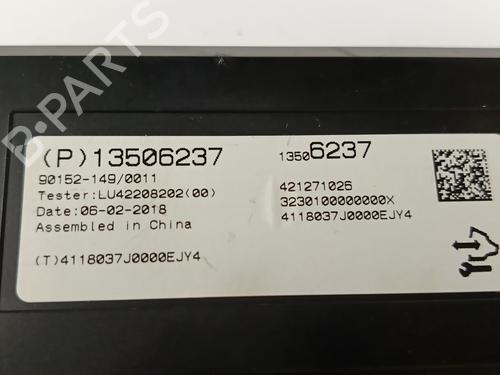 (P)13506237
90152-149/0011
Tester:LU42208202(00)
Date:06-02-2018
Assembled in China
(T)4118037J0000EJY4
13506237
421271026
3230100000000X
4118037J0000EJY4
B-PARTS